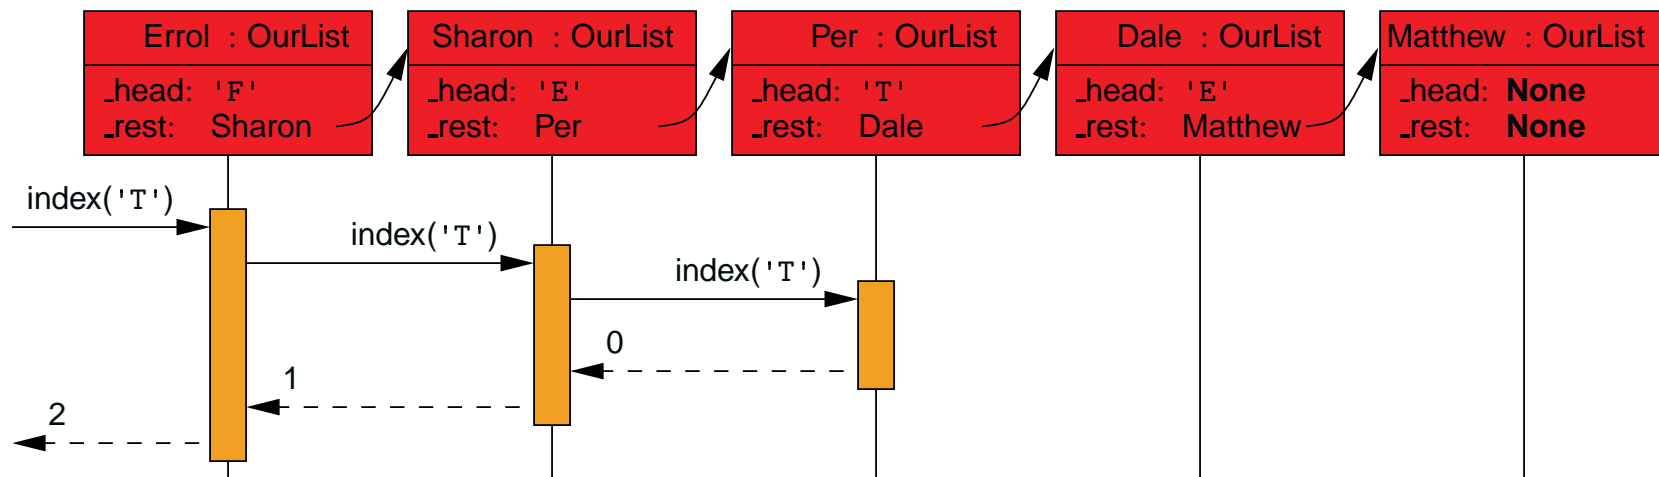 Errol : OurList
Sharon : OurList
Per : OurList
Dale : OurList
Matthew : OurList
_head: 'F'
_rest: Sharon
_head: 'E'
_rest: Per
_head: 'T'
_rest: Dale
_head: 'E'
_rest: Matthew
_head: None
_rest: None
index('T')
index('T')
index('T')
0
1
2